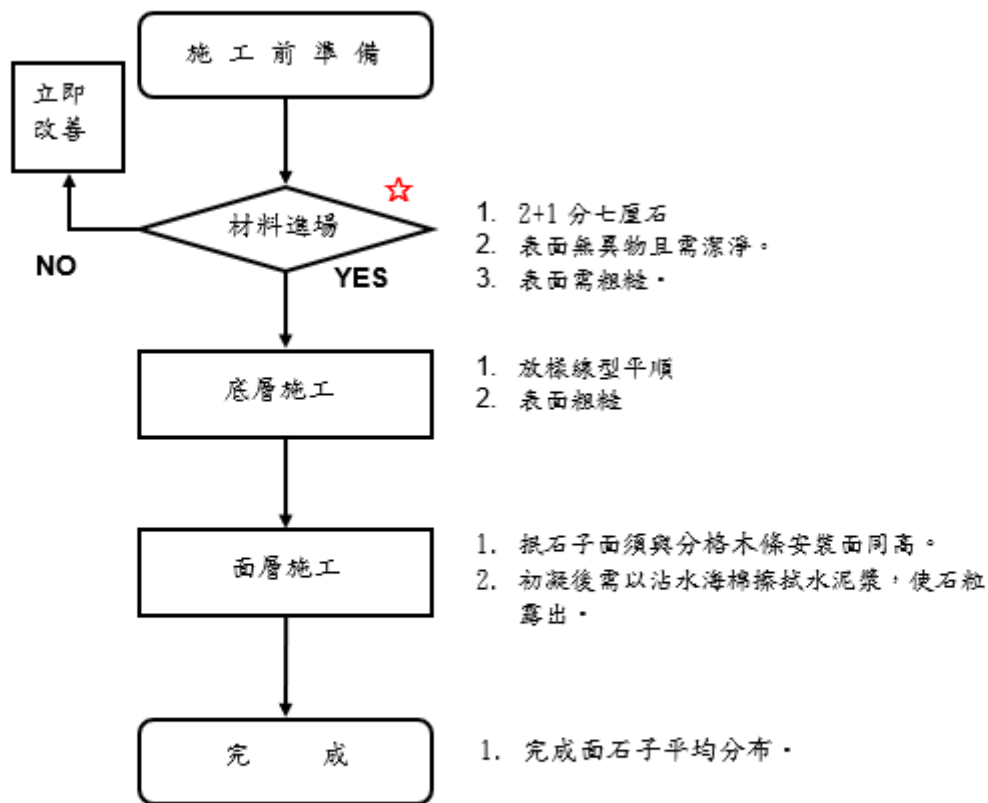 施 工 前 準 備
立即
改善
☆
材料進場
NO
YES
1. 2+1 分七厘石
2. 表面無異物且需潔淨。
3. 表面需粗糙。
底層施工
1. 放樣線型平順
2. 表面粗糙
面層施工
1. 抿石子面須與分格木條安裝面同高。
2. 初凝後需以沾水海棉擦拭水泥漿，使石粒
露出。
完 成
1. 完成面石子平均分布。